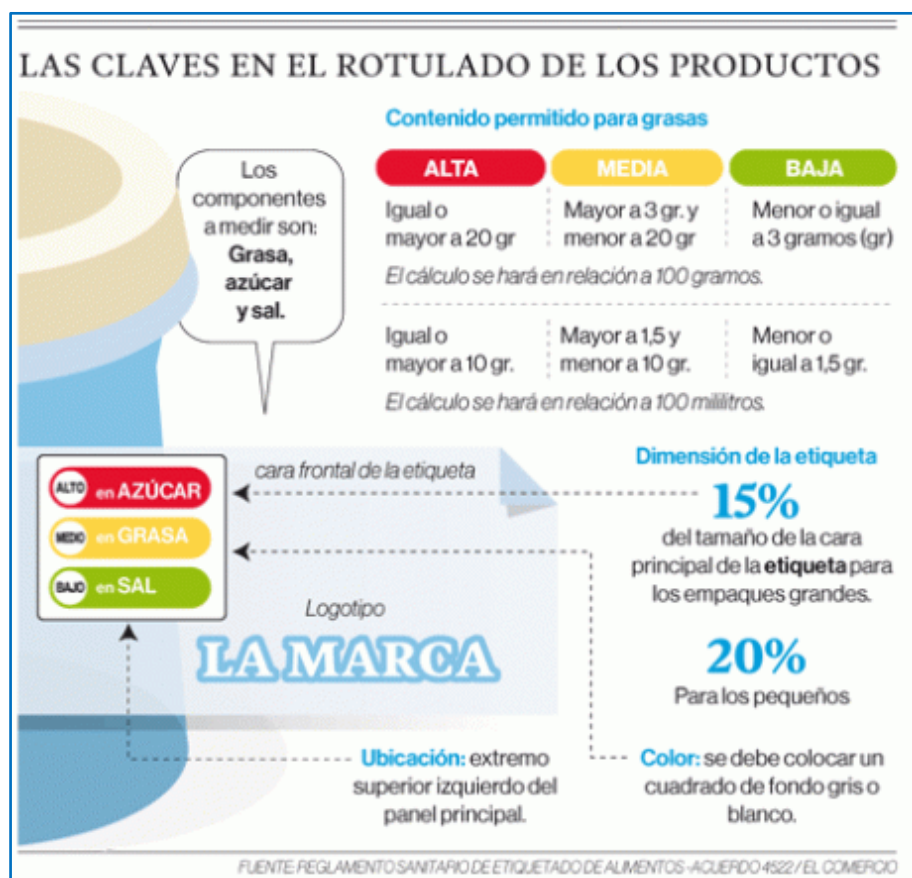 LAS CLAVES EN EL ROTULADO DE LOS PRODUCTOS
Los
componentes
a medir son:
Grasa,
azúcar
y sal.
Contenido permitido para grasas
ALTA
MEDIA
BAJA
Igual o
mayor a 20 gr
Mayor a 3 gr. y
menor a 20 gr
Menor o igual
a 3 gramos (gr)
El cálculo se hará en relación a 100 gramos.
Igual o
mayor a 10 gr.
Mayor a 1,5 y
menor a 10 gr.
Menor o
igual a 1,5 gr.
El cálculo se hará en relación a 100 mililitros.
ALTO en AZÚCAR
MEDIO en GRASA
BAJO en SAL
cara frontal de la etiqueta
Logotipo
LA MARCA
Dimensión de la etiqueta
15%
del tamaño de la cara
principal de la etiqueta para
los empaques grandes.
20%
Para los pequeños
Ubicación: extremo
superior izquierdo del
panel principal.
Color: se debe colocar un
cuadrado de fondo gris o
blanco.
FUENTE: REGLAMENTO SANITARIO DE ETIQUETADO DE ALIMENTOS -ACUERDO 4522 / EL COMERCIO